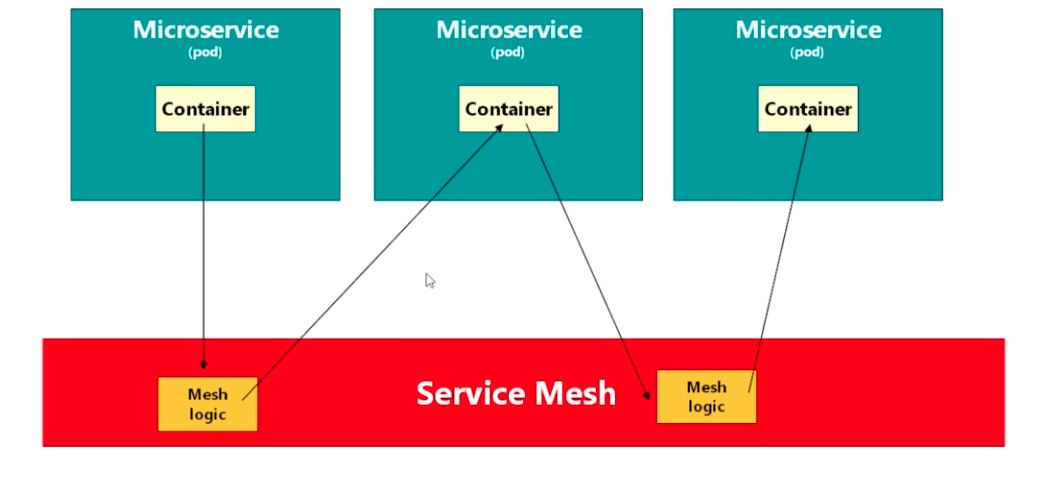 Microservice
(pod)
Container
Microservice
(pod)
Container
Microservice
(pod)
Container
Mesh
logic
Service Mesh
Mesh
logic